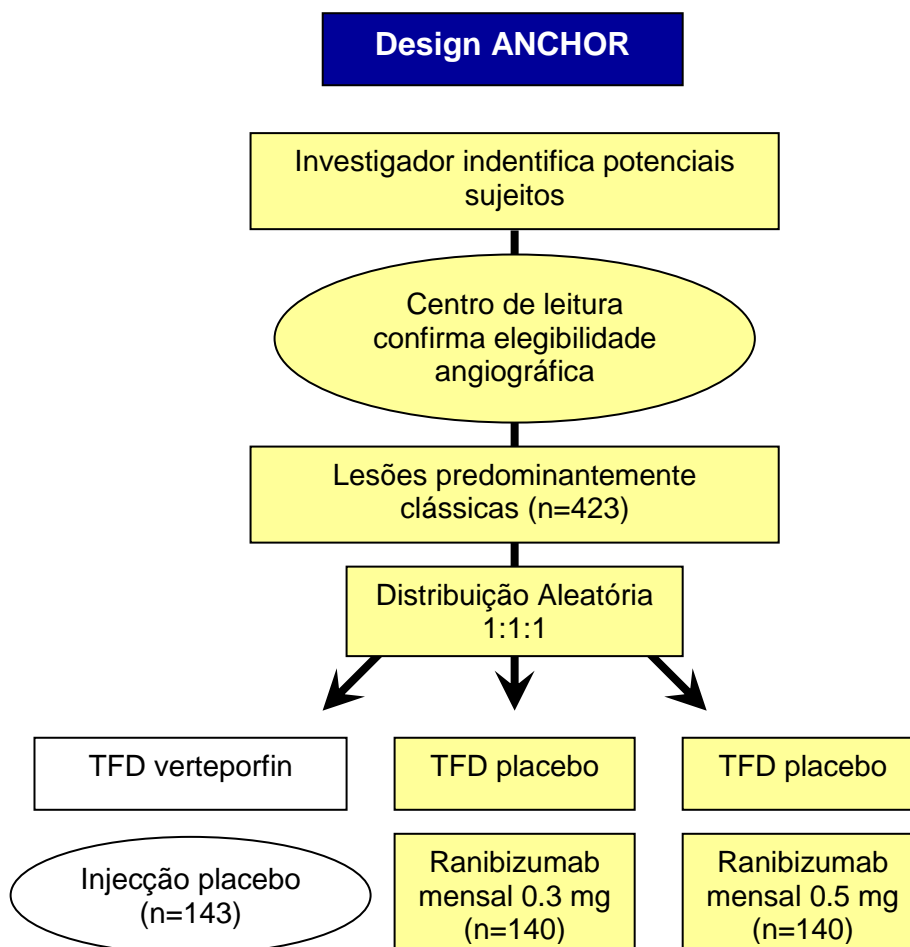 Design ANCHOR
Investigador indentifica potenciais
sujeitos
Centro de leitura
confirma elegibilidade
angiográfica
Lesões predominantemente
clássicas (n=423)
Distribuição Aleatória
1:1:1
TFD verteporfin
TFD placebo
TFD placebo
Injecção placebo
(n=143)
Ranibizumab
mensal 0.3 mg
(n=140)
Ranibizumab
mensal 0.5 mg
(n=140)